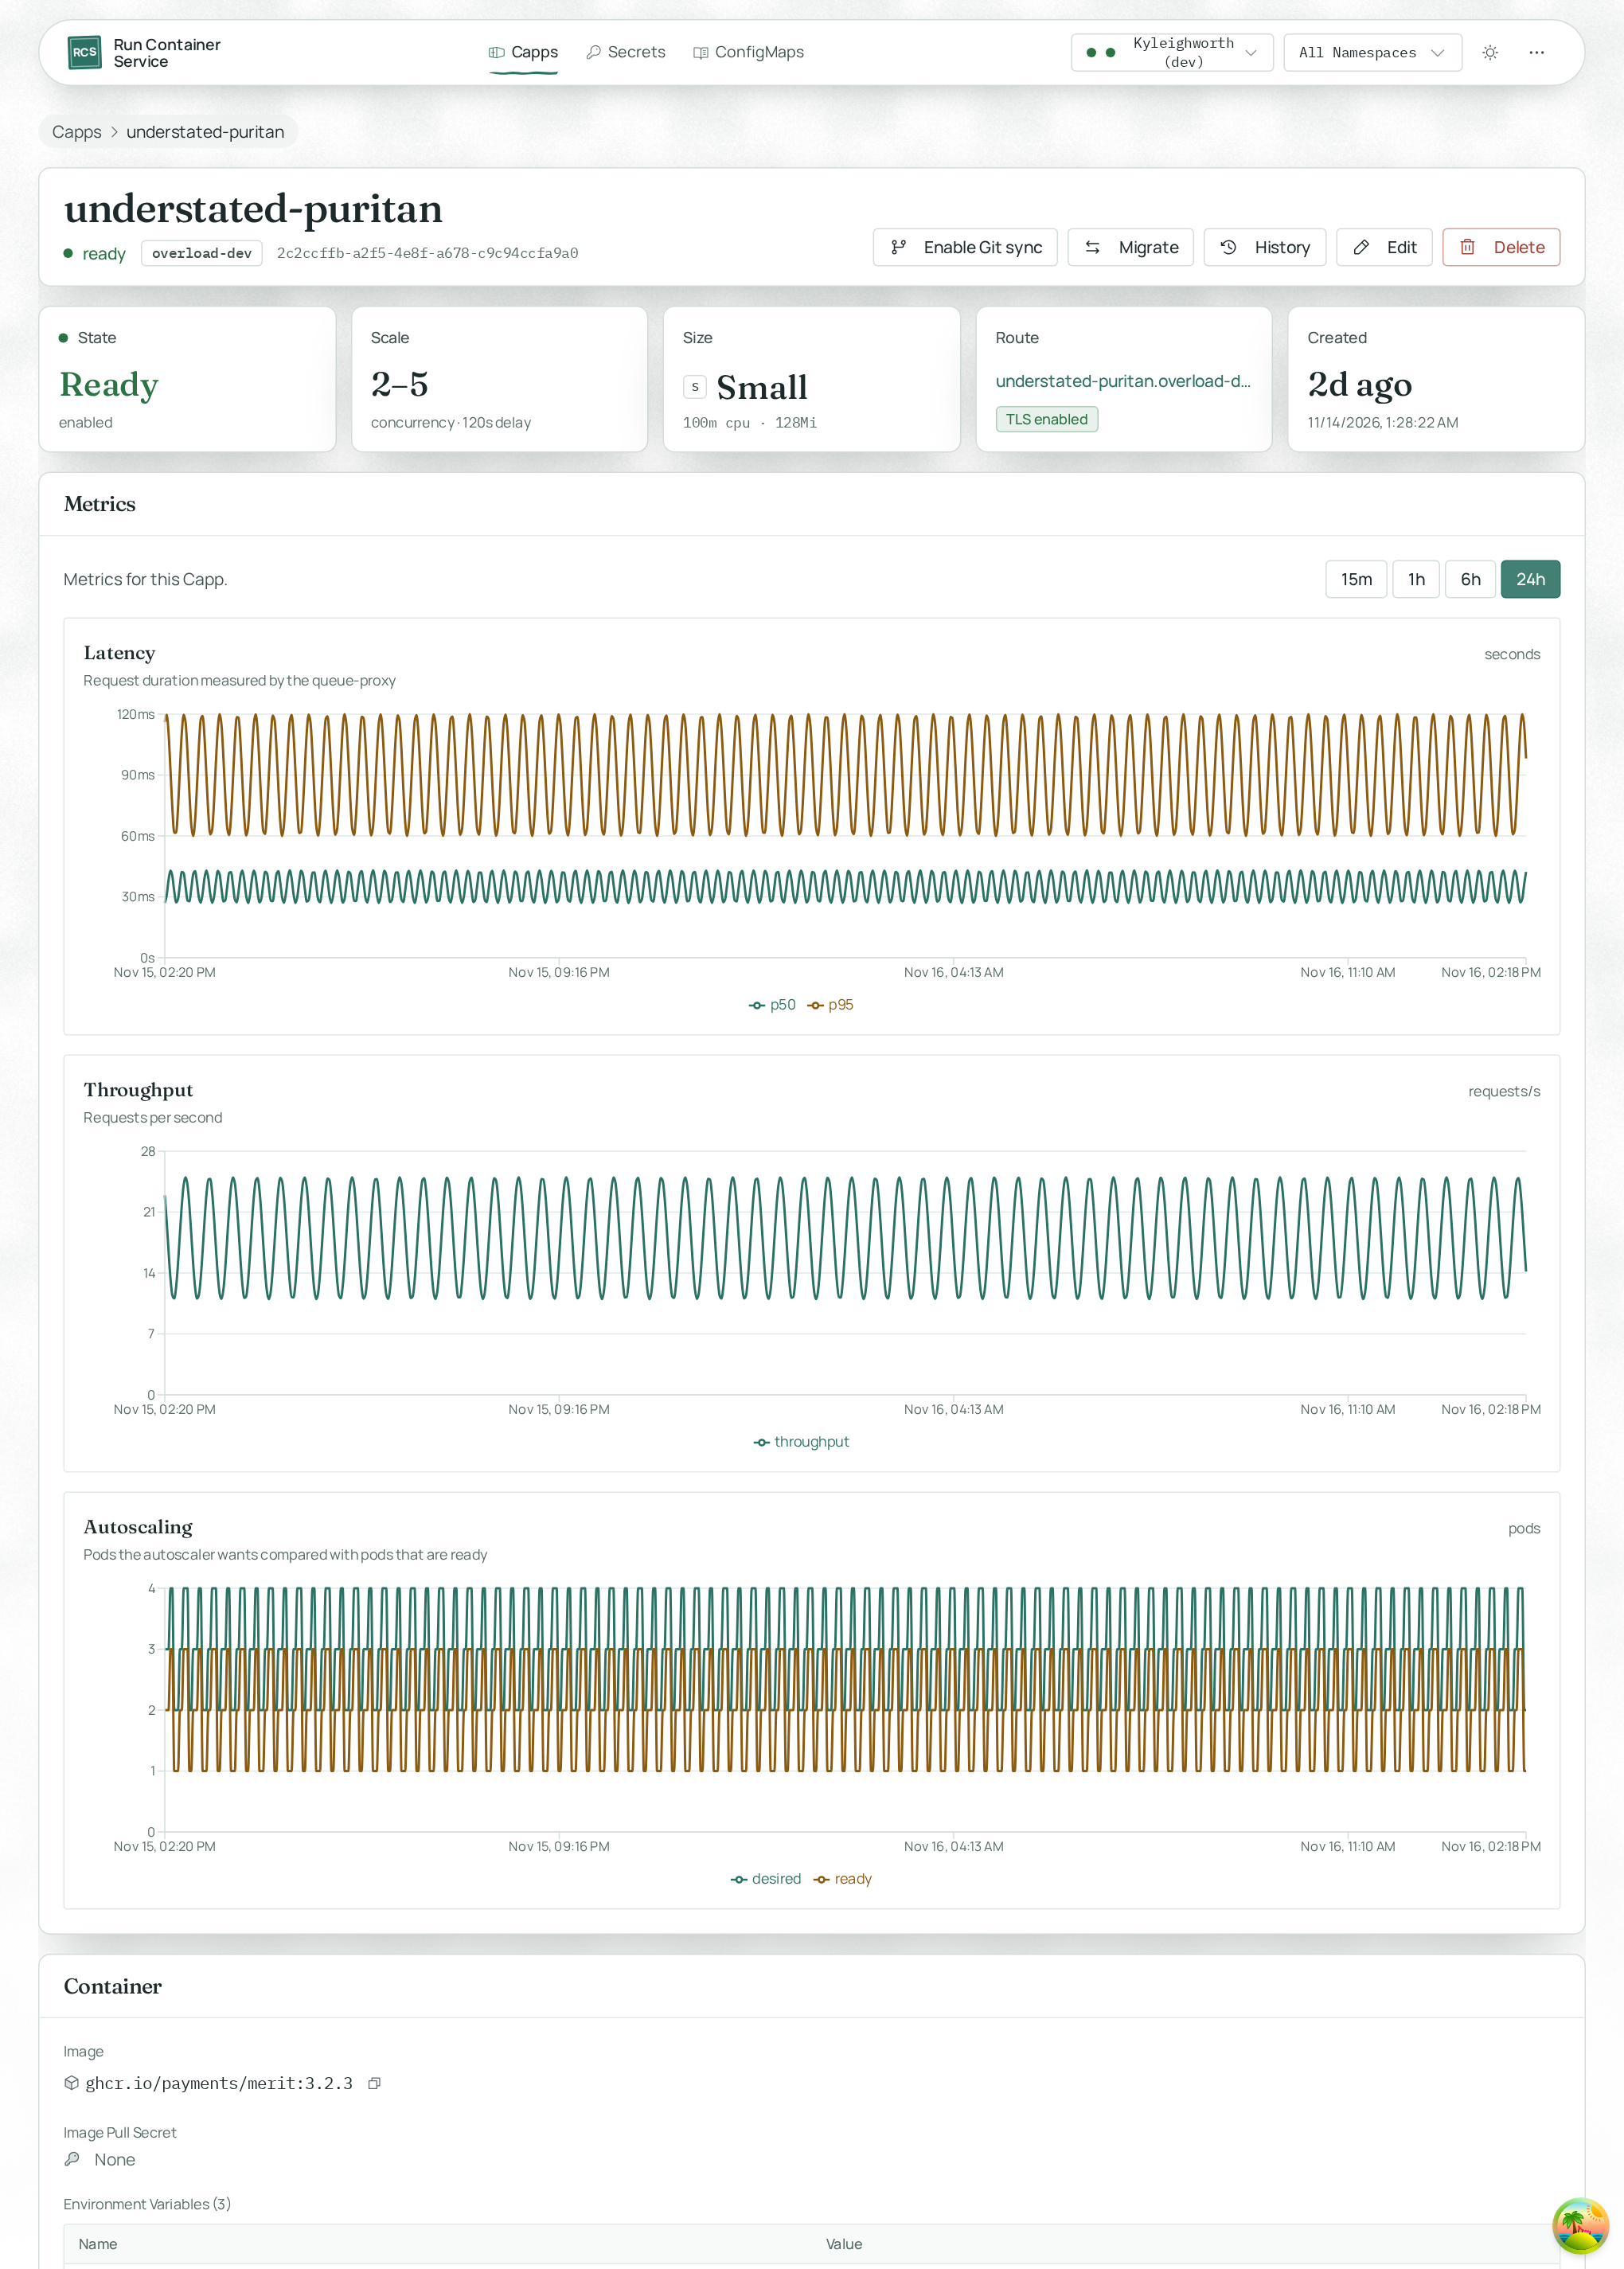 RCS
Run Container
Service
Capps
Secrets
ConfigMaps
Kyleighworth
(dev)
All Namespaces
Capps
understated-puritan
understated-puritan
ready
overload-dev
2c2ccffb-a2f5-4e8f-a678-c9c94ccfa9a0
Enable Git sync
Migrate
History
Edit
Delete
State
Ready
enabled
Scale
2–5
concurrency · 120s delay
Size
S
Small
100m cpu · 128Mi
Route
understated-puritan.overload-d...
TLS enabled
Created
2d ago
11/14/2026, 1:28:22 AM
Metrics
Metrics for this Capp.
15m
1h
6h
24h
Latency
seconds
Request duration measured by the queue-proxy
120ms
90ms
60ms
30ms
0s
Nov 15, 02:20 PM
Nov 15, 09:16 PM
Nov 16, 04:13 AM
Nov 16, 11:10 AM
Nov 16, 02:18 PM
p50
p95
Throughput
requests/s
Requests per second
28
21
14
7
0
Nov 15, 02:20 PM
Nov 15, 09:16 PM
Nov 16, 04:13 AM
Nov 16, 11:10 AM
Nov 16, 02:18 PM
throughput
Autoscaling
pods
Pods the autoscaler wants compared with pods that are ready
4
3
2
1
0
Nov 15, 02:20 PM
Nov 15, 09:16 PM
Nov 16, 04:13 AM
Nov 16, 11:10 AM
Nov 16, 02:18 PM
desired
ready
Container
Image
ghcr.io/payments/merit:3.2.3
Image Pull Secret
None
Environment Variables (3)
Name
Value